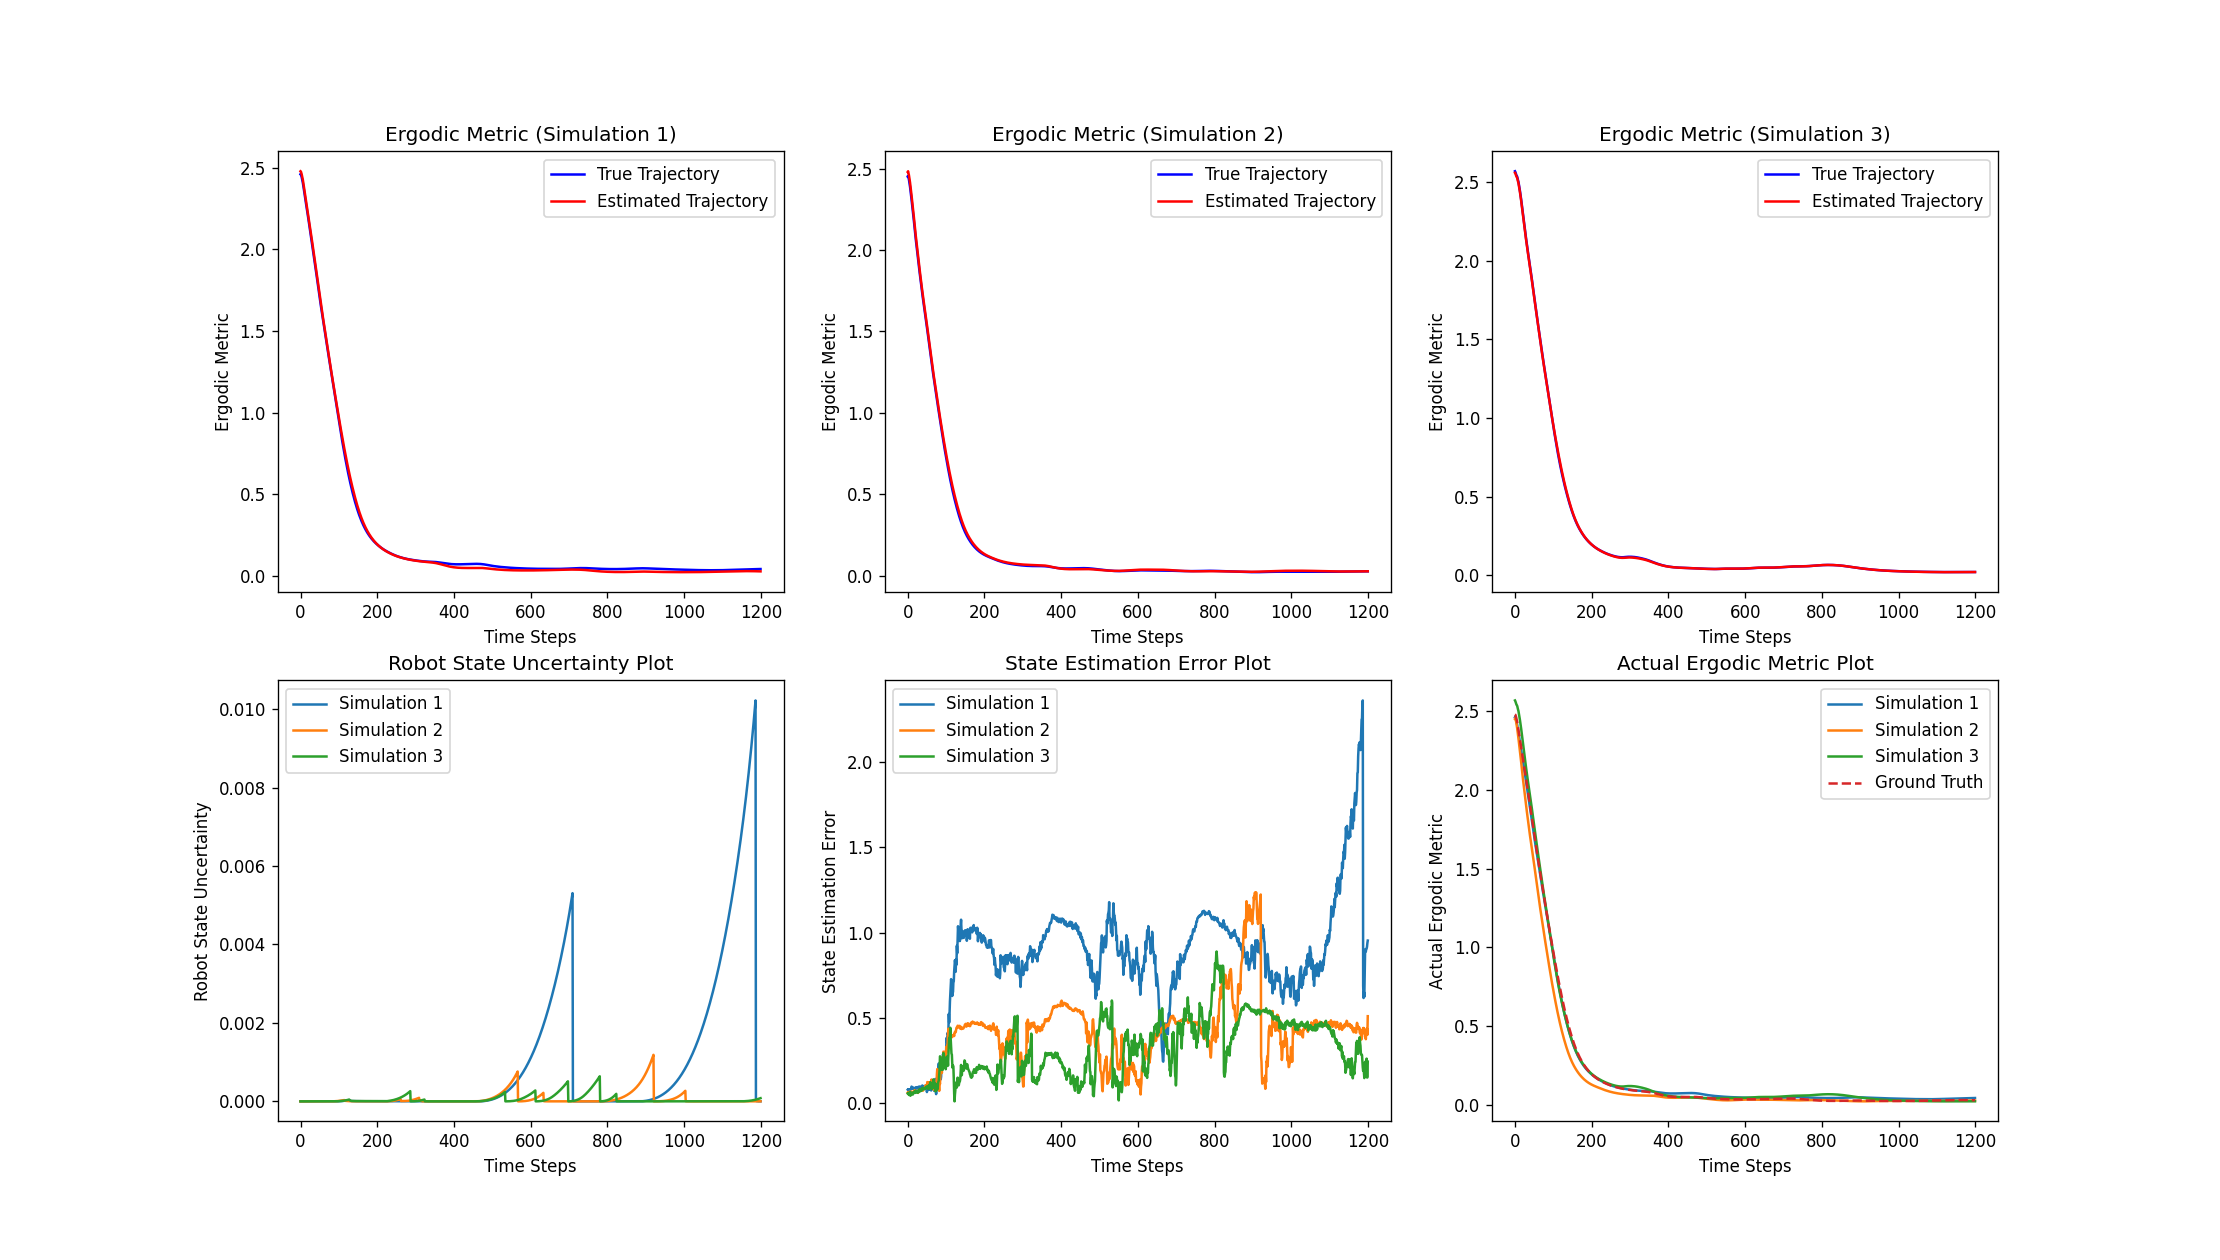 Ergodic Metric (Simulation 1)
2.5
2.0
1.5
1.0
0.5
0.0
Ergodic Metric
0
200
400
600
800
1000
1200
Time Steps
True Trajectory
Estimated Trajectory
Ergodic Metric (Simulation 2)
2.5
2.0
1.5
1.0
0.5
0.0
Ergodic Metric
0
200
400
600
800
1000
1200
Time Steps
True Trajectory
Estimated Trajectory
Ergodic Metric (Simulation 3)
2.5
2.0
1.5
1.0
0.5
0.0
Ergodic Metric
0
200
400
600
800
1000
1200
Time Steps
True Trajectory
Estimated Trajectory
Robot State Uncertainty Plot
0.010
0.008
0.006
0.004
0.002
0.000
Robot State Uncertainty
0
200
400
600
800
1000
1200
Time Steps
Simulation 1
Simulation 2
Simulation 3
State Estimation Error Plot
2.0
1.5
1.0
0.5
0.0
State Estimation Error
0
200
400
600
800
1000
1200
Time Steps
Simulation 1
Simulation 2
Simulation 3
Actual Ergodic Metric Plot
2.5
2.0
1.5
1.0
0.5
0.0
Actual Ergodic Metric
0
200
400
600
800
1000
1200
Time Steps
Simulation 1
Simulation 2
Simulation 3
Ground Truth